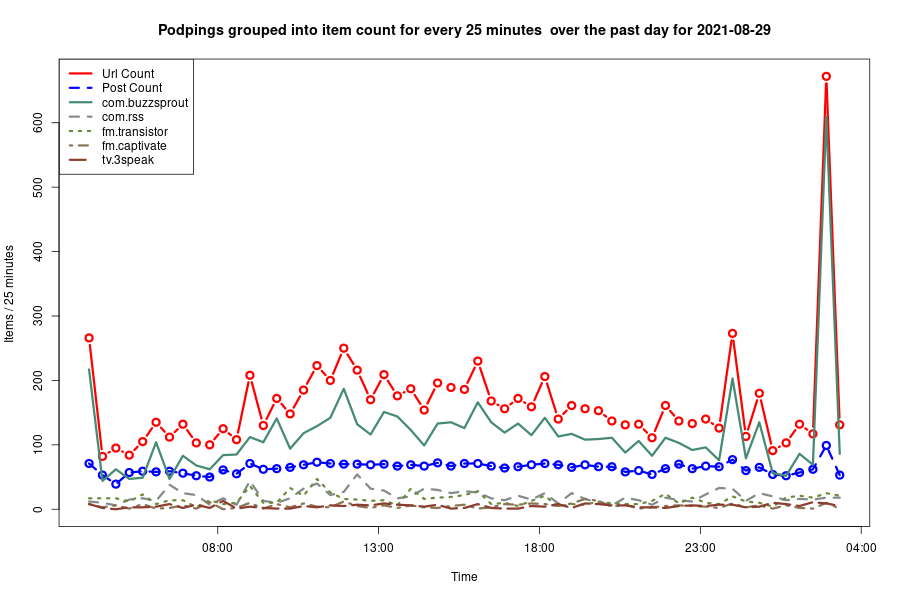 Podpings grouped into item count for every 25 minutes  over the past day for 2021-08-29
Url Count
Post Count
com.buzzsprout
com.rss
fm.transistor
fm.captivate
tv.3speak
600
500
400
300
200
100
0
Items / 25 minutes
08:00 13:00 18:00 23:00 04:00
Time